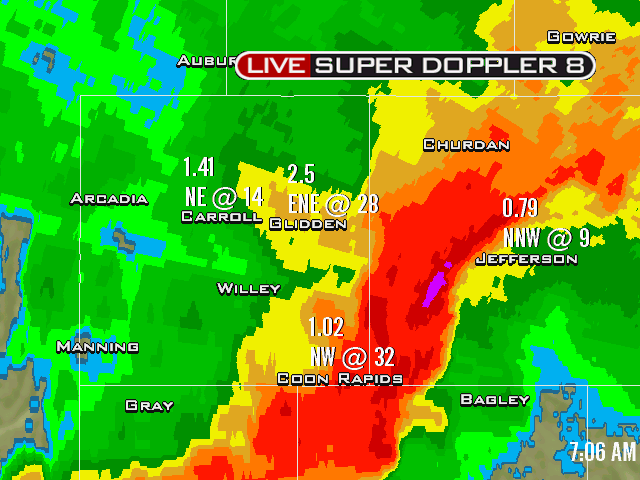 GOWRIE
AUBUR
LIVE SUPER DOPPLER 8
CHURDAN
1.41
NE @ 14
CARROLL
2.5
ENE @ 28
GLIDDEN
ARCADIA
0.79
NNW @ 9
JEFFERSON
WILLEY
1.02
NW @ 32
COON RAPIDS
MANNING
GRAY
BAGLEY
7:06 AM